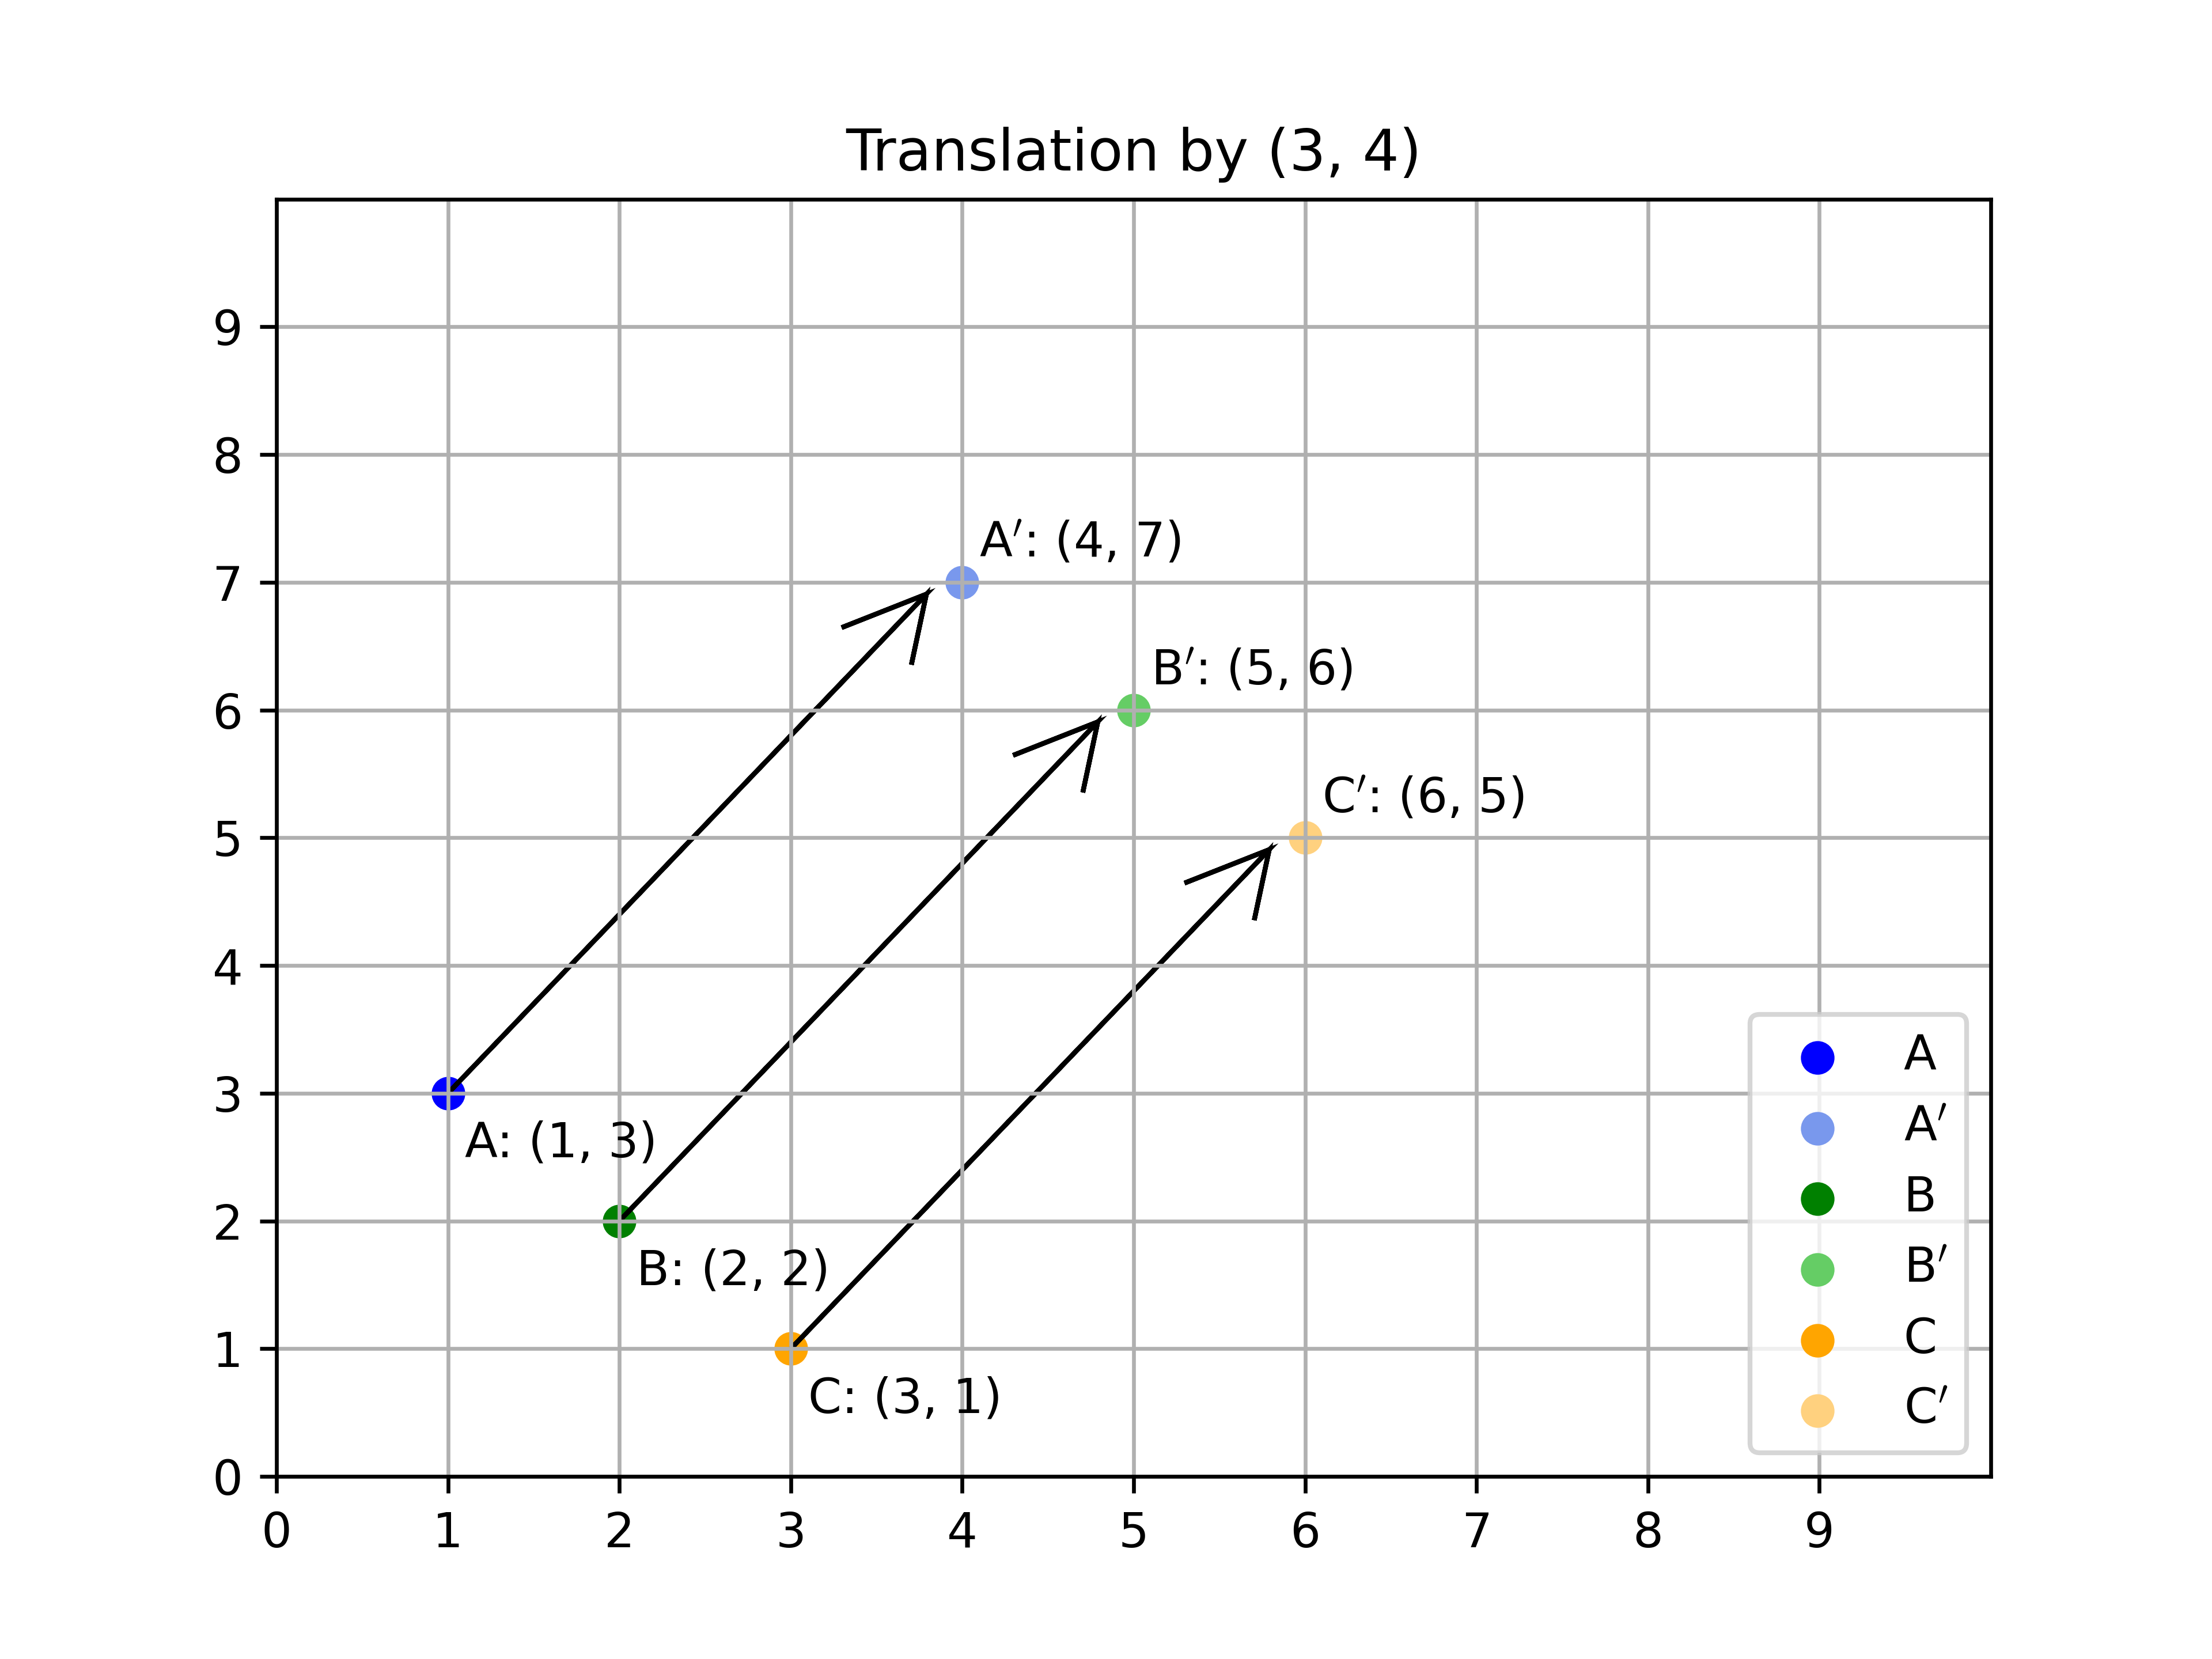 Translation by (3, 4)
9
8
A′: (4, 7)
7
B′: (5, 6)
6
C′: (6, 5)
5
4
3
A: (1, 3)
2
B: (2, 2)
1
C: (3, 1)
0
0 1 2 3 4 5 6 7 8 9
A
A′
B
B′
C
C′